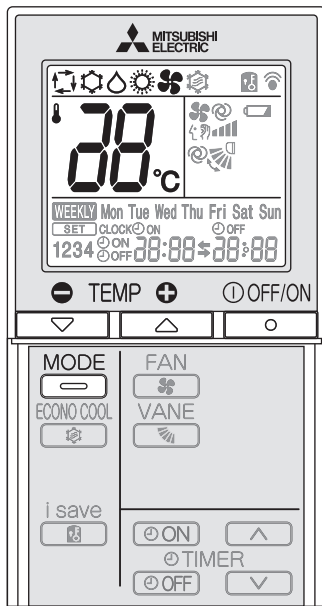 MITSUBISHI
ELECTRIC
88°C
WEEKLY Mon Tue Wed Thu Fri Sat Sun
SET CLOCK ON OFF
1234 ON OFF 88:88 88:88
TEMP OFF/ON
MODE FAN
ECONO COOL VANE
i save
ON
TIMER
OFF